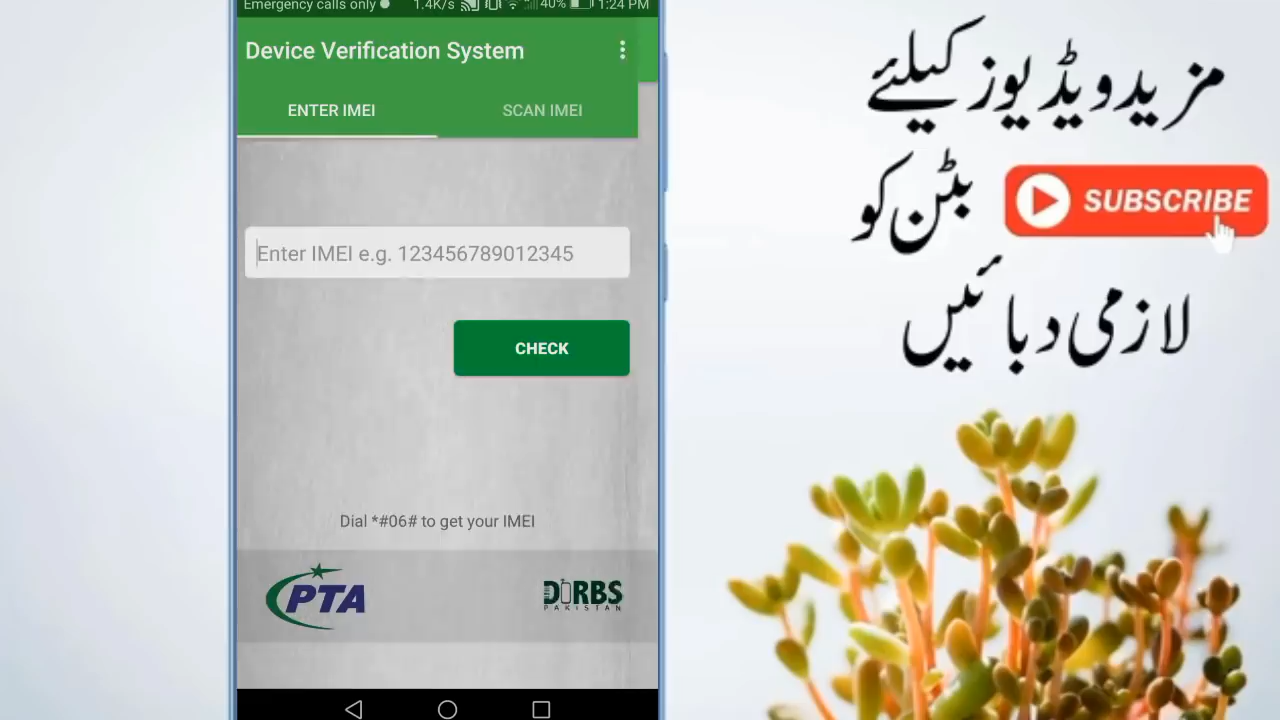 Emergency calls only 1.4K/s 40% 1:24 PM
Device Verification System
ENTER IMEI SCAN IMEI
Enter IMEI e.g. 123456789012345
CHECK
Dial *#06# to get your IMEI
PTA
DIRBS
PAKISTAN
مزید ویڈیوز کیلئے
SUBSCRIBE بٹن کو
لازمی دبائیں